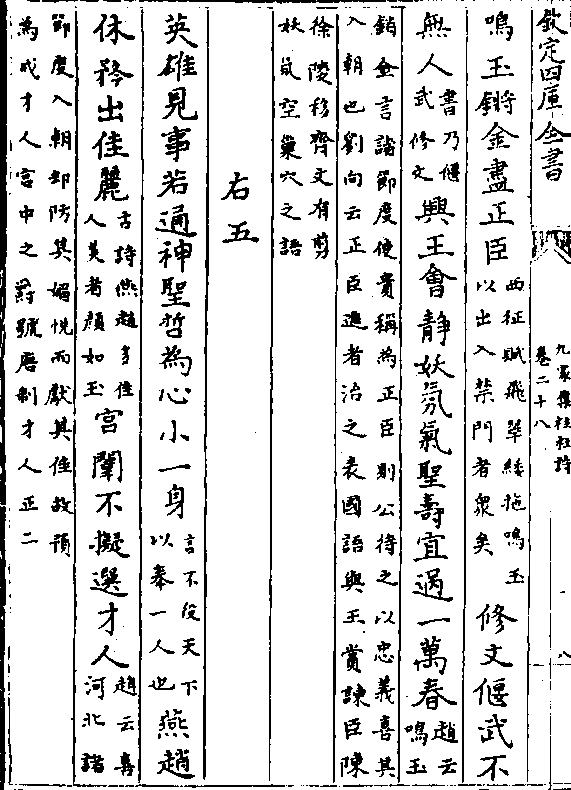 欽定四庫全書
九家集註杜詩
卷二十八
八
鳴玉鏘金盡正臣西征賦飛翠緌拖鳴玉以出入禁門者衆矣修文偃武不
無人書乃偃武修文興王會静妖氛氣聖壽宜過一萬春趙云鳴玉
鏘金言諸節度使賓稱為正臣則公待之以忠義喜其
入朝也劉向云正臣進者治之表國語興王賞諫臣陳
徐陵移齊文有剪
妖氛空巢穴之語
右五
英雄見事若通神聖哲為心小一身言不役天下以奉一人也燕趙
休矜出佳麗古詩燕趙多佳人美者顔如玉宮闈不擬選才人趙云喜河北諸
節度入朝却防其媚恱而獻其佳故預
為戒才人宮中之爵號唐制才人正二